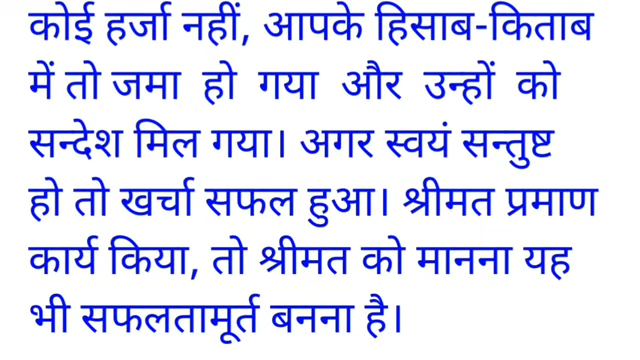 कोई हर्जा नहीं, आपके हिसाब-किताब
में तो जमा हो गया और उन्हों को
सन्देश मिल गया। अगर स्वयं सन्तुष्ट
हो तो खर्चा सफल हुआ। श्रीमत प्रमाण
कार्य किया, तो श्रीमत को मानना यह
भी सफलतामूर्त बनना है।